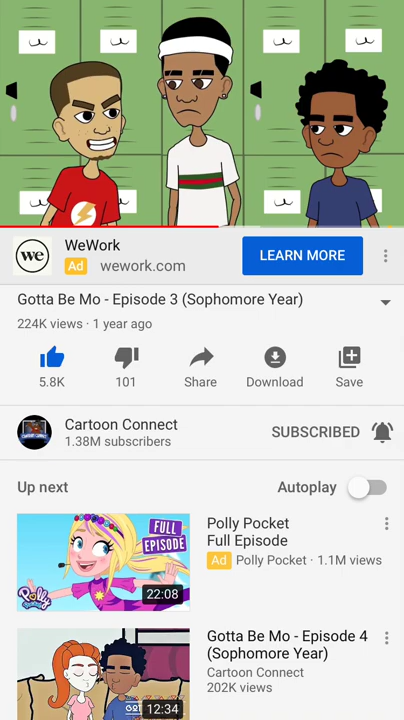 we
WeWork
Ad wework.com
LEARN MORE
Gotta Be Mo - Episode 3 (Sophomore Year)
224K views · 1 year ago
5.8K
101
Share
Download
Save
Cartoon Connect
1.38M subscribers
SUBSCRIBED
Up next
Autoplay
FULL
EPISODE
Polly
22:08
Polly Pocket
Full Episode
Ad Polly Pocket · 1.1M views
12:34
Gotta Be Mo - Episode 4
(Sophomore Year)
Cartoon Connect
202K views